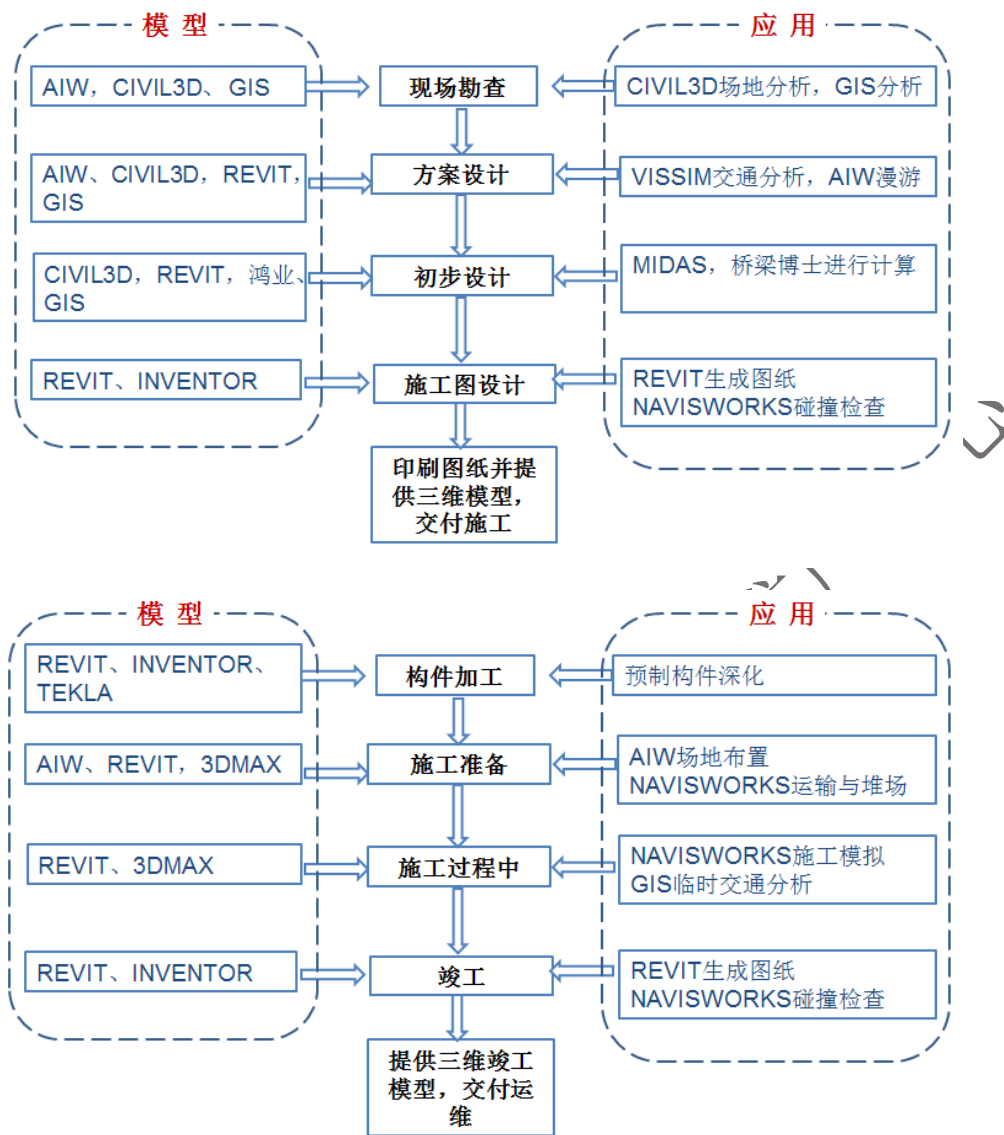 模 型
应 用
AIW，CIVIL3D、GIS
现场勘查
CIVIL3D场地分析，GIS分析
AIW、CIVIL3D，REVIT，
GIS
方案设计
VISSIM交通分析，AIW漫游
CIVIL3D，REVIT，鸿业、
GIS
初步设计
MIDAS，桥梁博士进行计算
REVIT、INVENTOR
施工图设计
REVIT生成图纸
NAVISWORKS碰撞检查
印刷图纸并提
供三维模型，
交付施工
模 型
应 用
REVIT、INVENTOR、
TEKLA
构件加工
预制构件深化
AIW、REVIT，3DMAX
施工准备
AIW场地布置
NAVISWORKS运输与堆场
REVIT、3DMAX
施工过程中
NAVISWORKS施工模拟
GIS临时交通分析
REVIT、INVENTOR
竣工
REVIT生成图纸
NAVISWORKS碰撞检查
提供三维竣工
模型，交付运
维